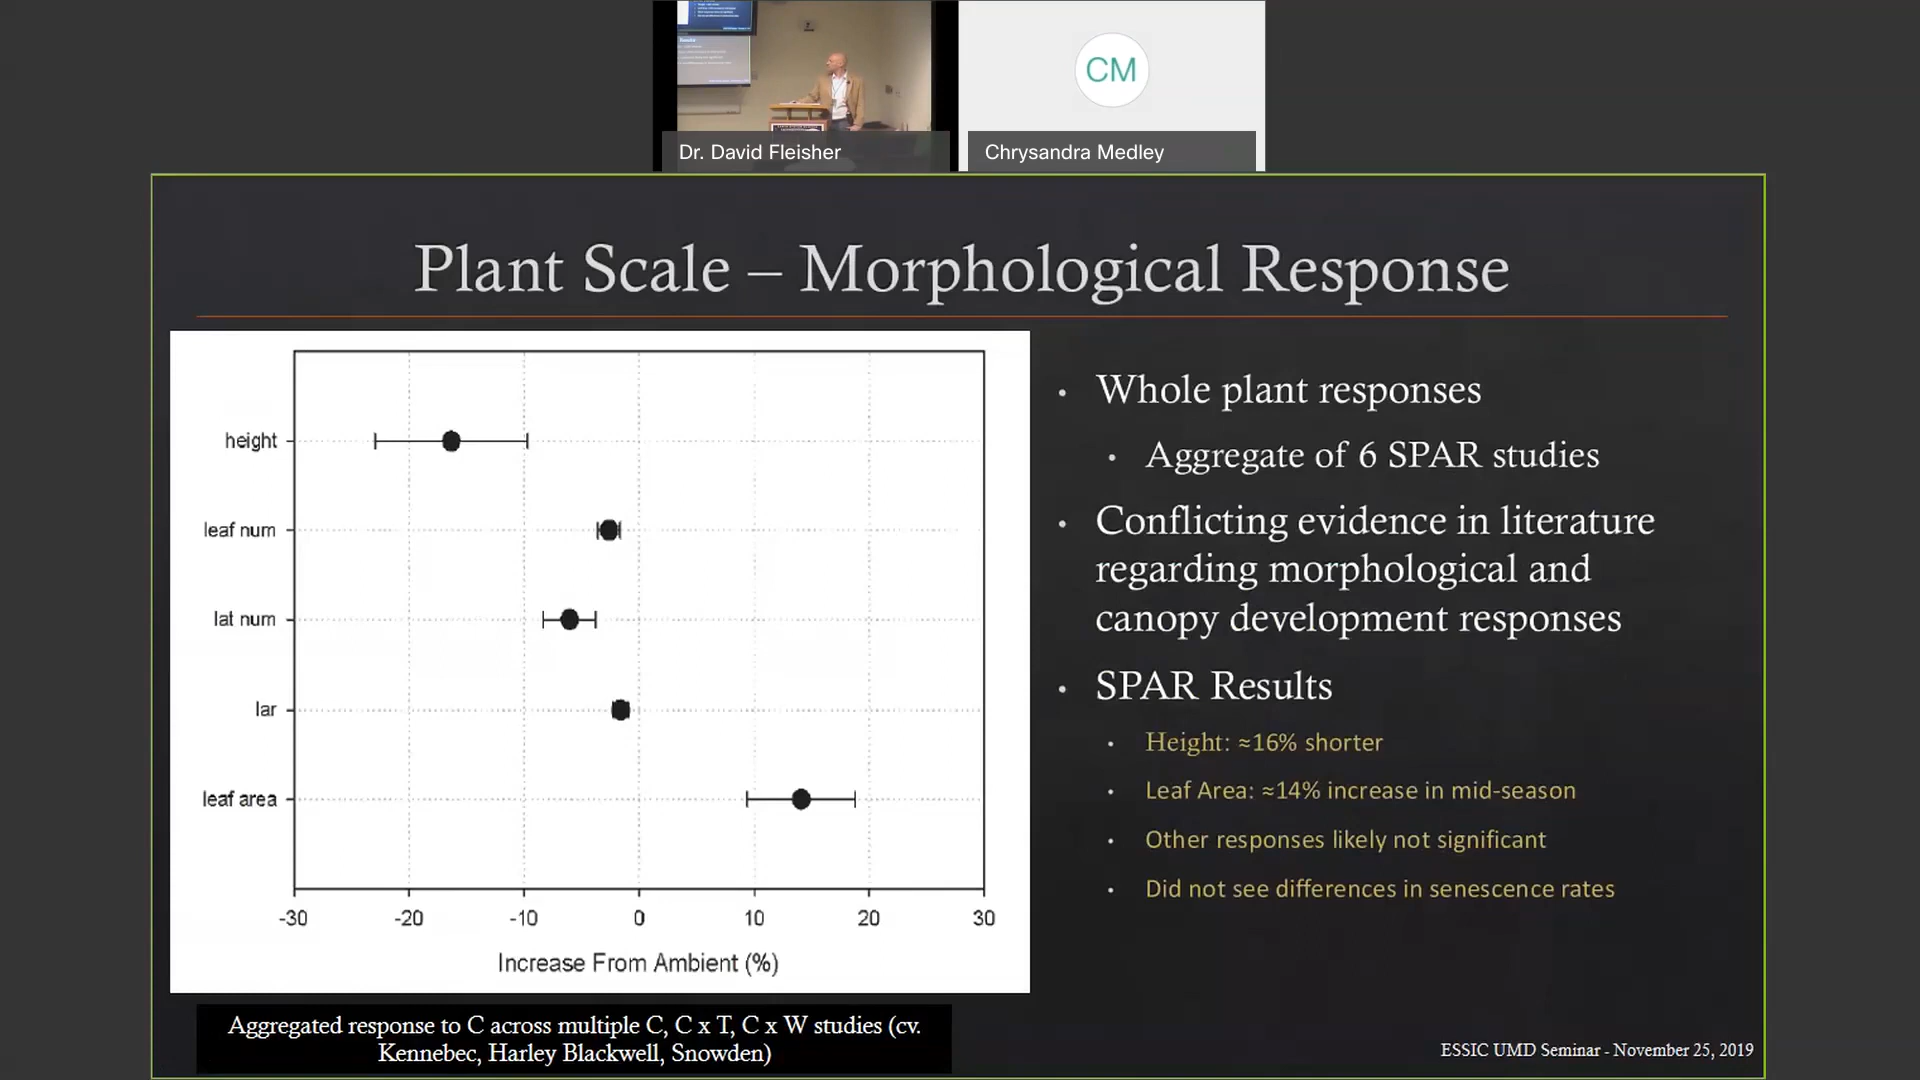 Dr. David Fleisher
CM
Chrysandra Medley
Plant Scale – Morphological Response
height
leaf num
lat num
lar
leaf area
-30 -20 -10 0 10 20 30
Increase From Ambient (%)
Aggregated response to C across multiple C, C x T, C x W studies (cv.
Kennebec, Harley Blackwell, Snowden)
• Whole plant responses
• Aggregate of 6 SPAR studies
• Conflicting evidence in literature
regarding morphological and
canopy development responses
• SPAR Results
• Height: ≈16% shorter
• Leaf Area: ≈14% increase in mid-season
• Other responses likely not significant
• Did not see differences in senescence rates
ESSIC UMD Seminar - November 25, 2019